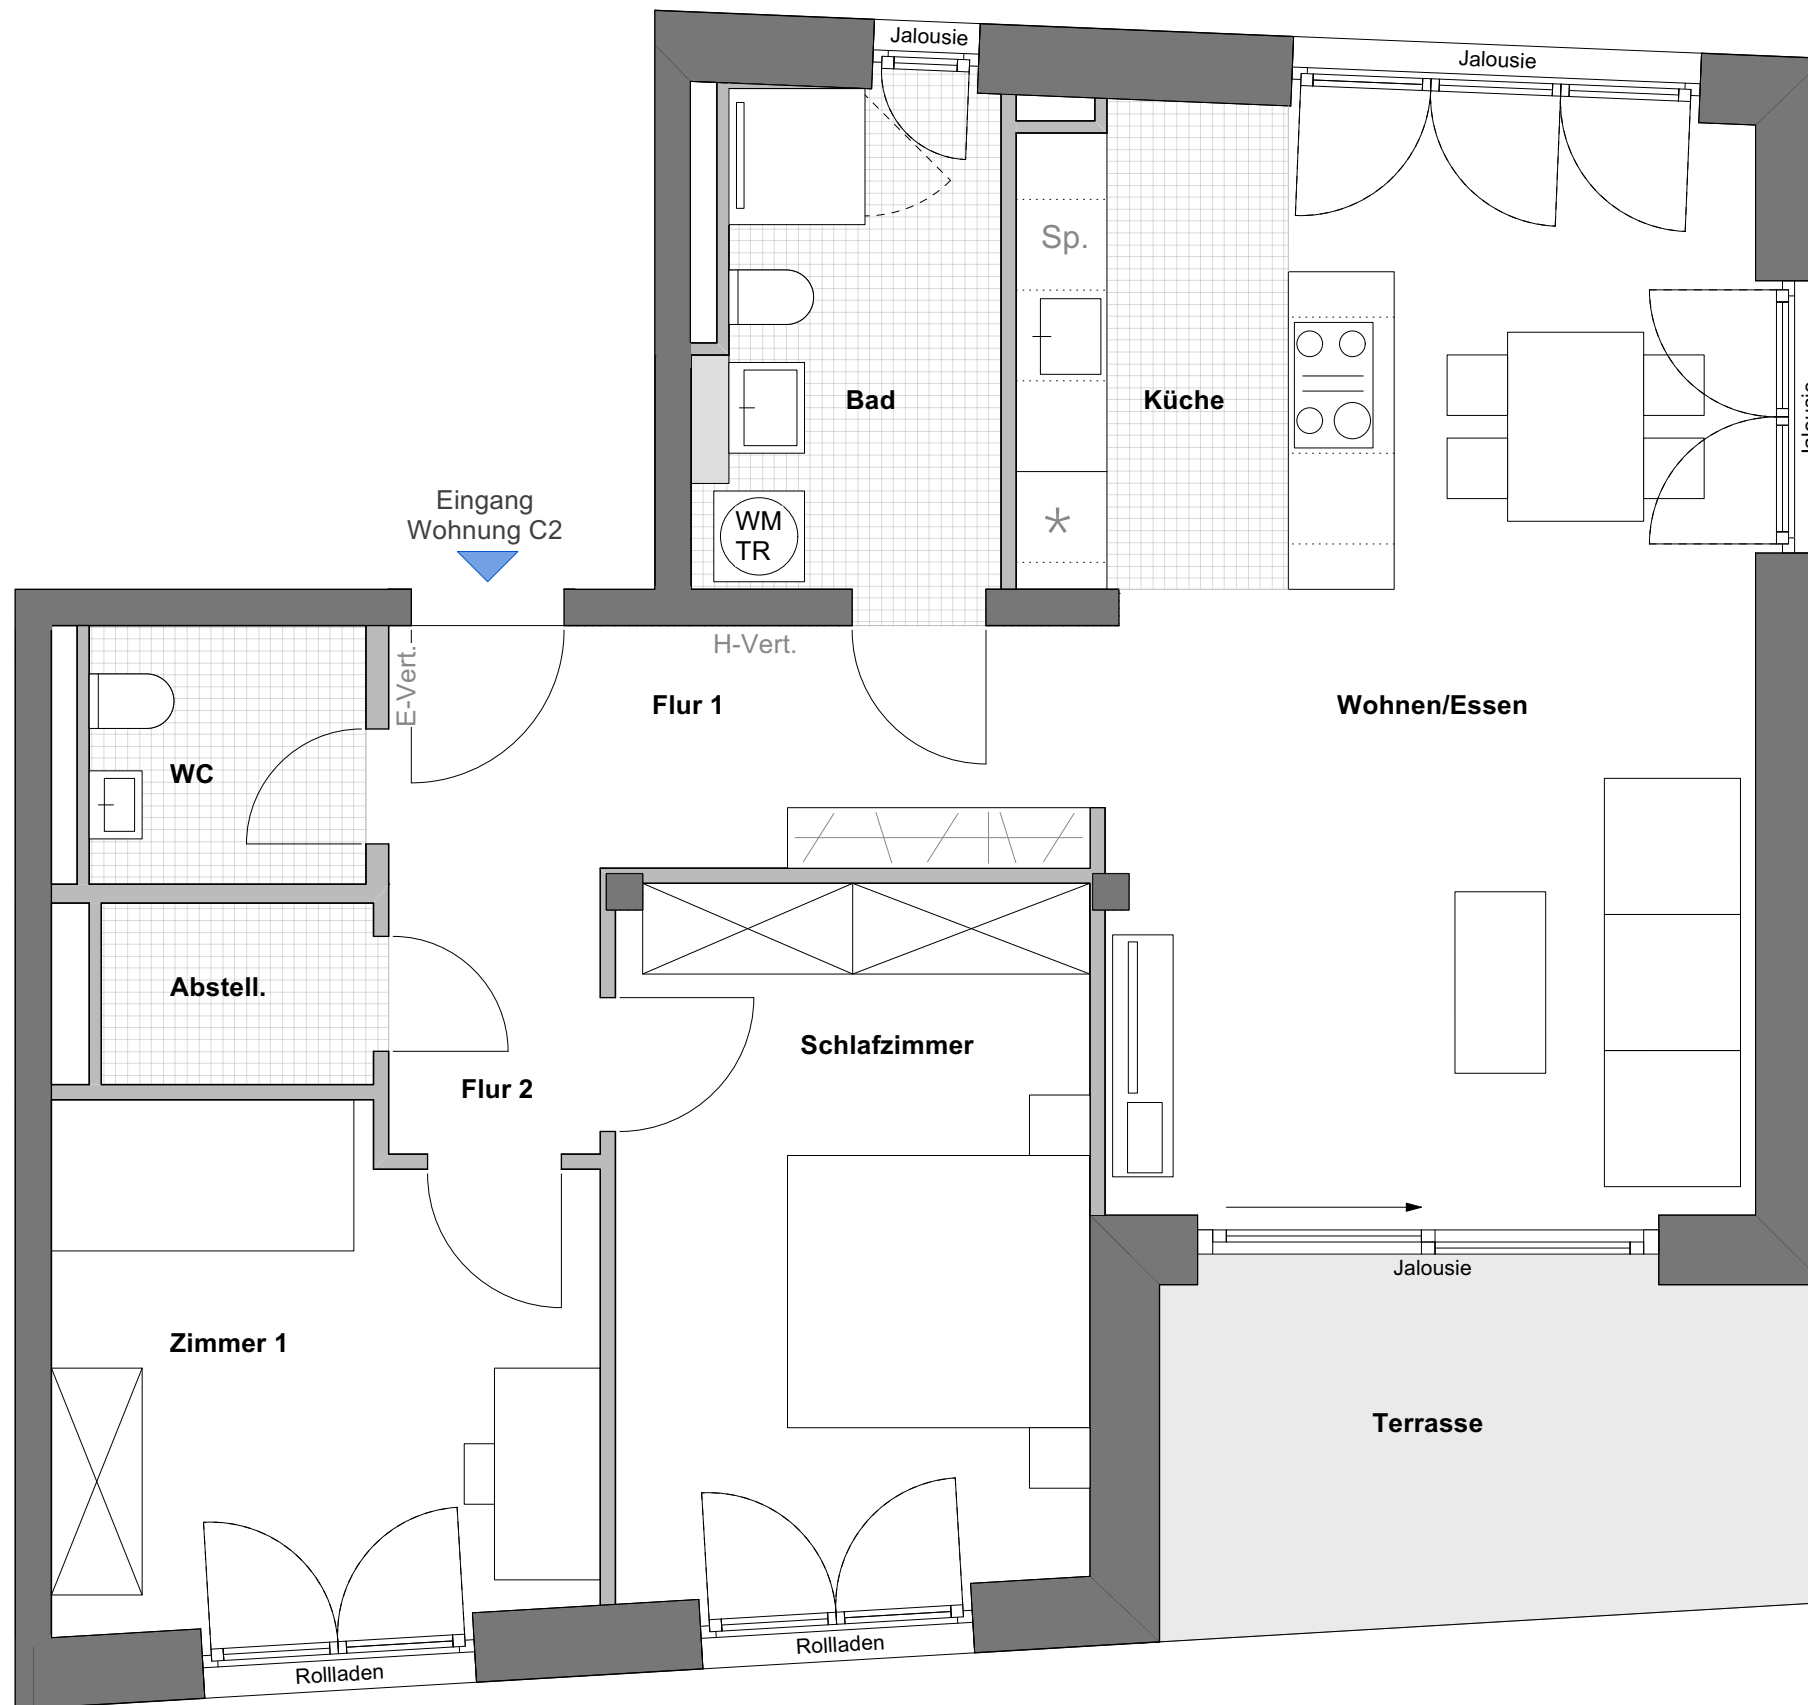 Jalousie
Jalousie
Sp.
Bad
Küche
Jalousie
Eingang
Wohnung C2
WM
TR
E-Vert.
H-Vert.
Flur 1
Wohnen/Essen
WC
Abstell.
Schlafzimmer
Flur 2
Jalousie
Zimmer 1
Terrasse
Rollladen
Rollladen